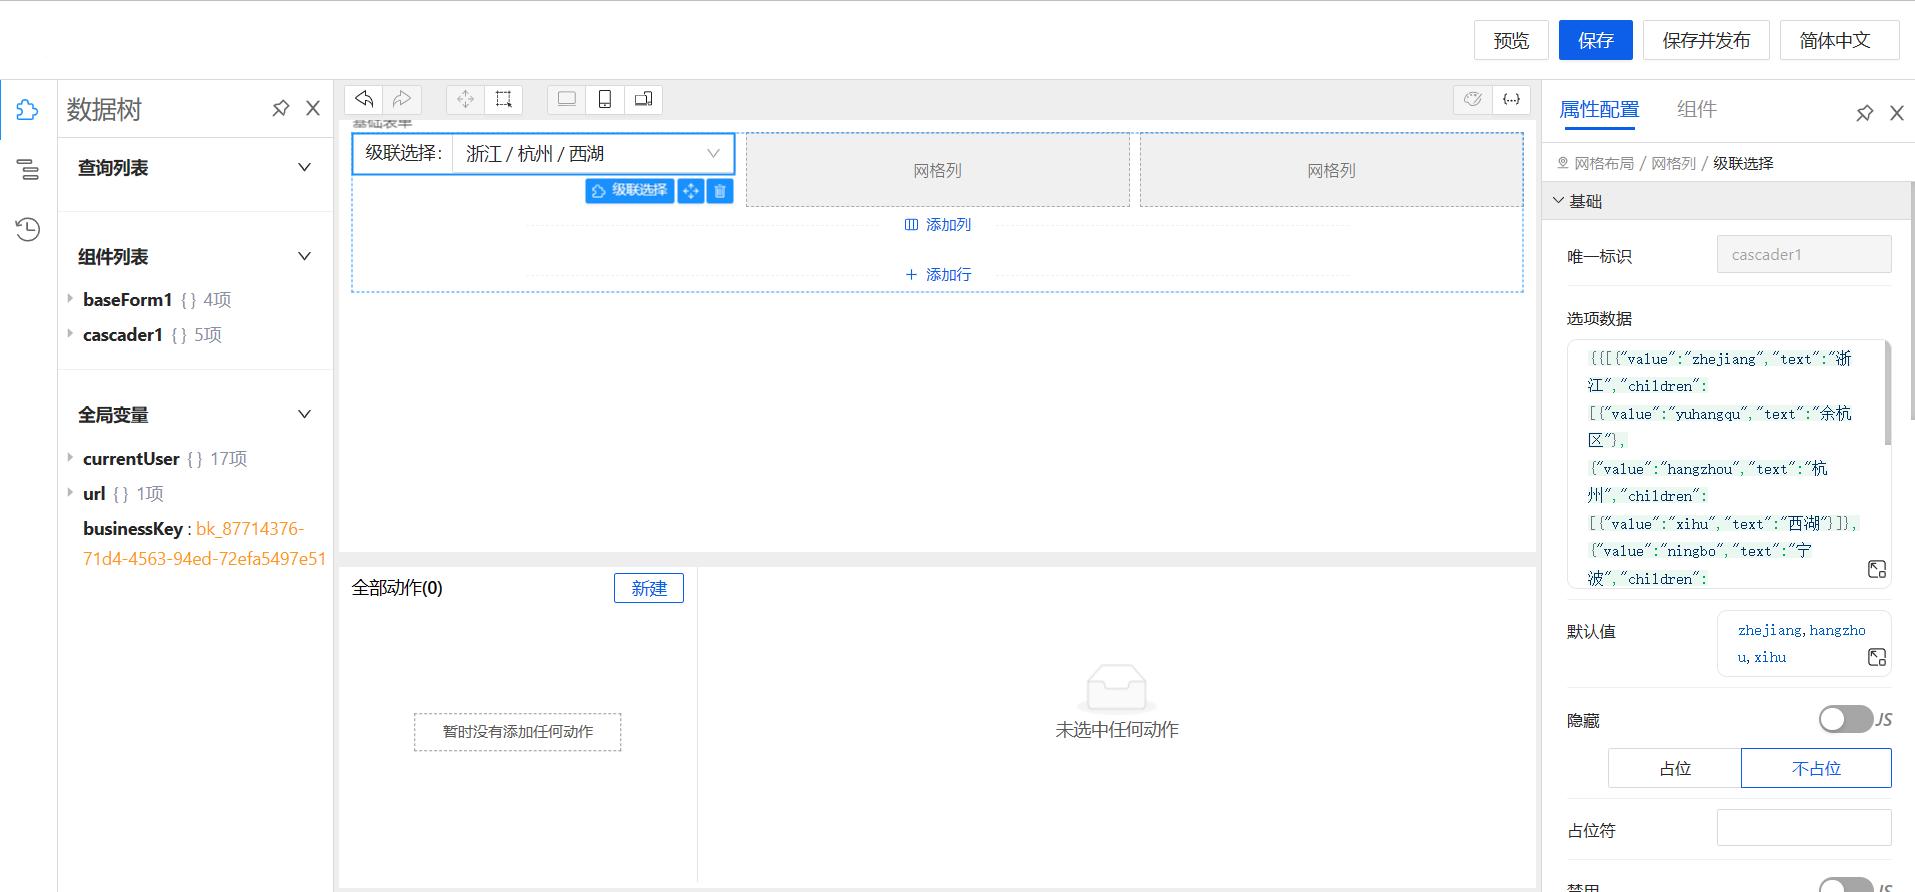 预览
保存
保存并发布
简体中文
数据树
属性配置
组件
基础表单
级联选择：
浙江 / 杭州 / 西湖
网格列
网格列
级联选择
添加列
添加行
查询列表
组件列表
baseForm1 { } 4项
cascader1 { } 5项
全局变量
currentUser { } 17项
url { } 1项
businessKey : bk_87714376-
71d4-4563-94ed-72efa5497e51
全部动作(0)
新建
暂时没有添加任何动作
未选中任何动作
网格布局 / 网格列 / 级联选择
基础
唯一标识
cascader1
选项数据
{{[{"value":"zhejiang","text":"浙
江","children":
[{"value":"yuhangqu","text":"余杭
区"},
{"value":"hangzhou","text":"杭
州","children":
[{"value":"xihu","text":"西湖"}]},
{"value":"ningbo","text":"宁
波","children":
默认值
zhejiang,hangzho
u,xihu
隐藏
JS
占位
不占位
占位符
禁用
JS